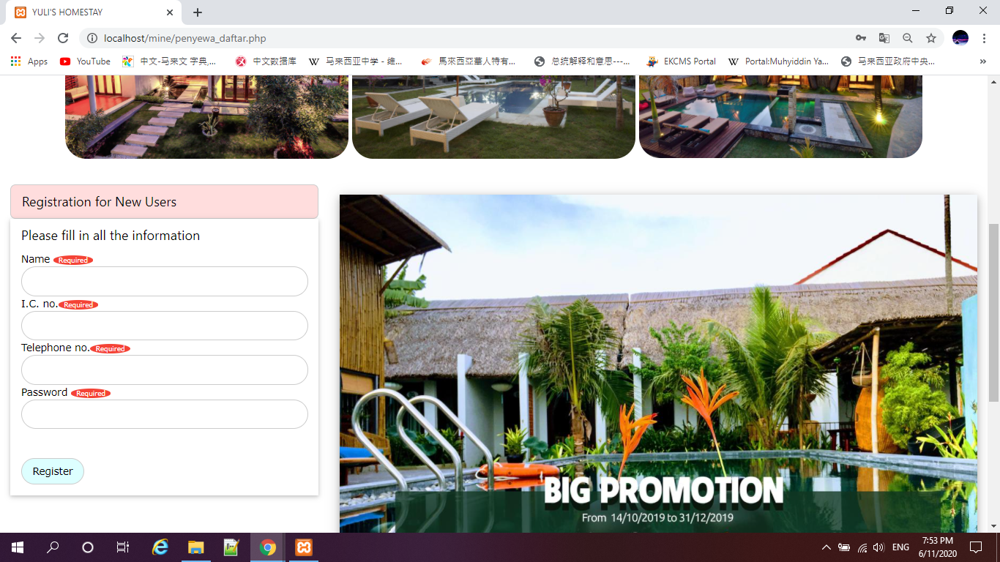 YULI'S HOMESTAY
localhost/mine/penyewa_daftar.php
Apps YouTube 中文-马来文 字典,... 中文数据库 马来西亚中学 - 维... 馬來西亞華人特有... 总统解释和意思---... EKCMS Portal Portal:Muhyiddin Ya... 马来西亚政府中央... »
Registration for New Users
Please fill in all the information
Name Required
I.C. no. Required
Telephone no. Required
Password Required
Register
BIG PROMOTION
From 14/10/2019 to 31/12/2019
ENG
7:53 PM
6/11/2020